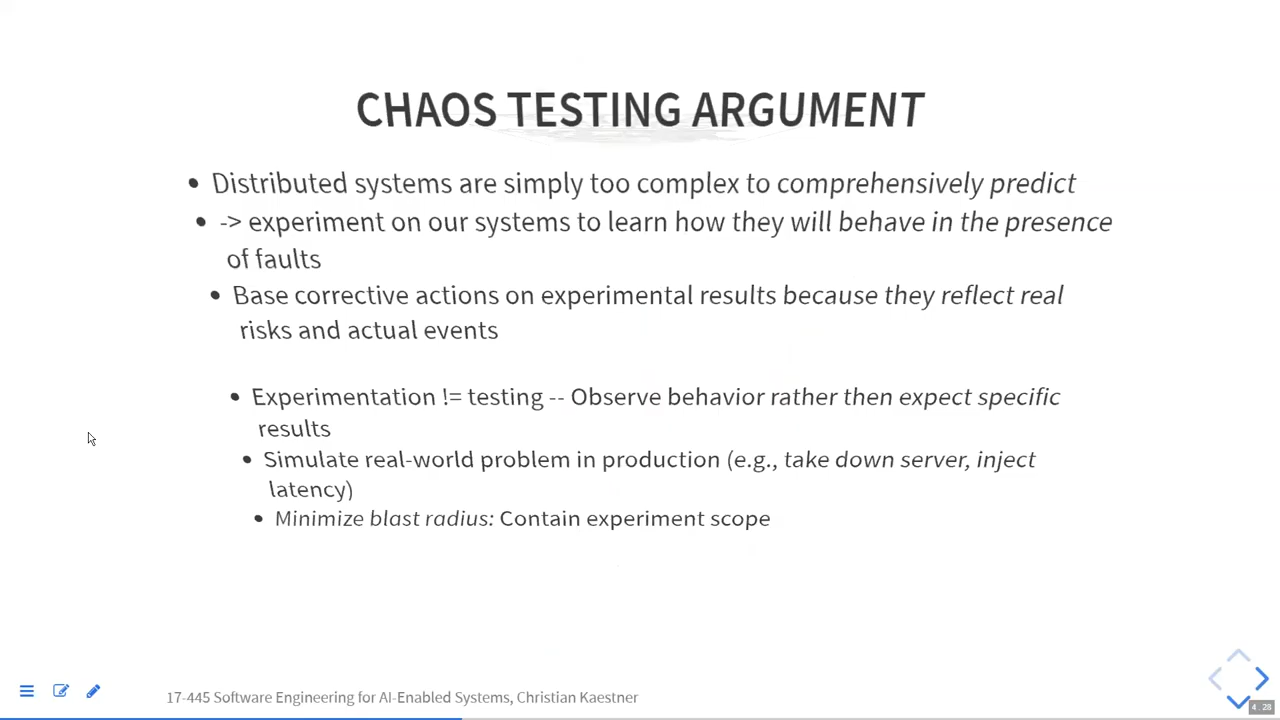 CHAOS TESTING ARGUMENT
• Distributed systems are simply too complex to comprehensively predict
• -> experiment on our systems to learn how they will behave in the presence
of faults
• Base corrective actions on experimental results because they reflect real
risks and actual events
• Experimentation != testing -- Observe behavior rather then expect specific
results
• Simulate real-world problem in production (e.g., take down server, inject
latency)
• Minimize blast radius: Contain experiment scope
17-445 Software Engineering for AI-Enabled Systems, Christian Kaestner
4.28